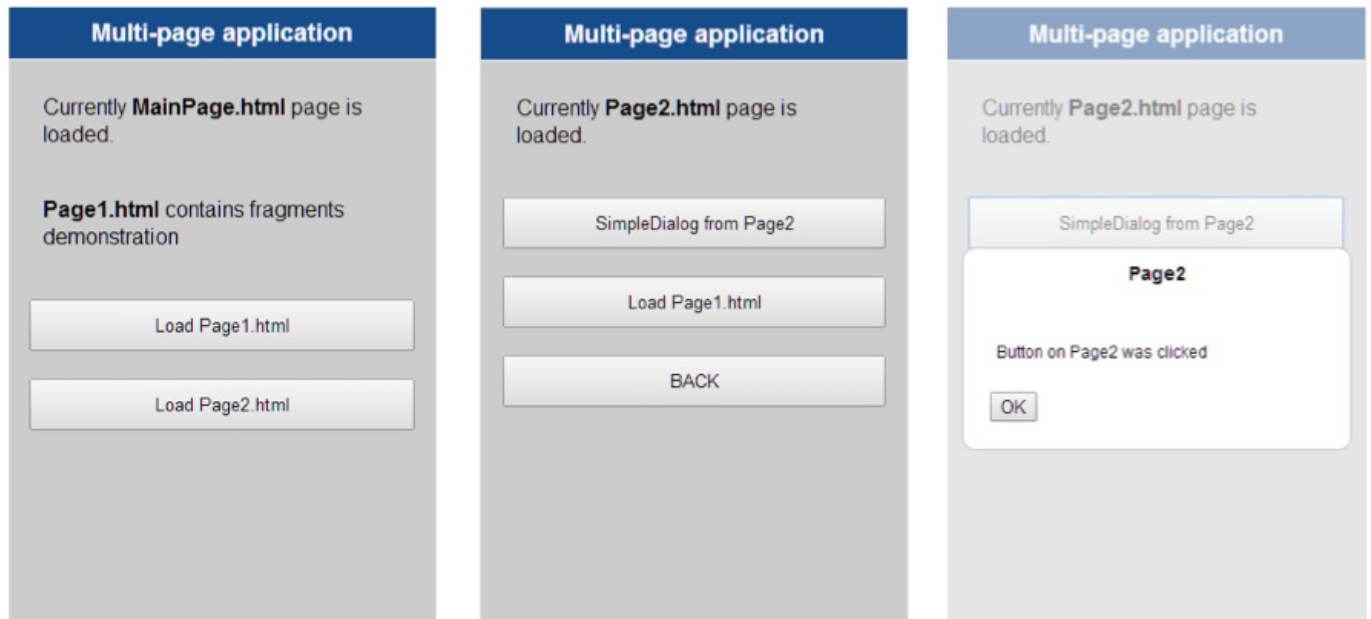 Multi-page application
Currently MainPage.html page is
loaded.
Page1.html contains fragments
demonstration
Load Page1.html
Load Page2.html
Multi-page application
Currently Page2.html page is
loaded.
SimpleDialog from Page2
Load Page1.html
BACK
Multi-page application
Currently Page2.html page is
loaded.
SimpleDialog from Page2
Page2
Button on Page2 was clicked
OK